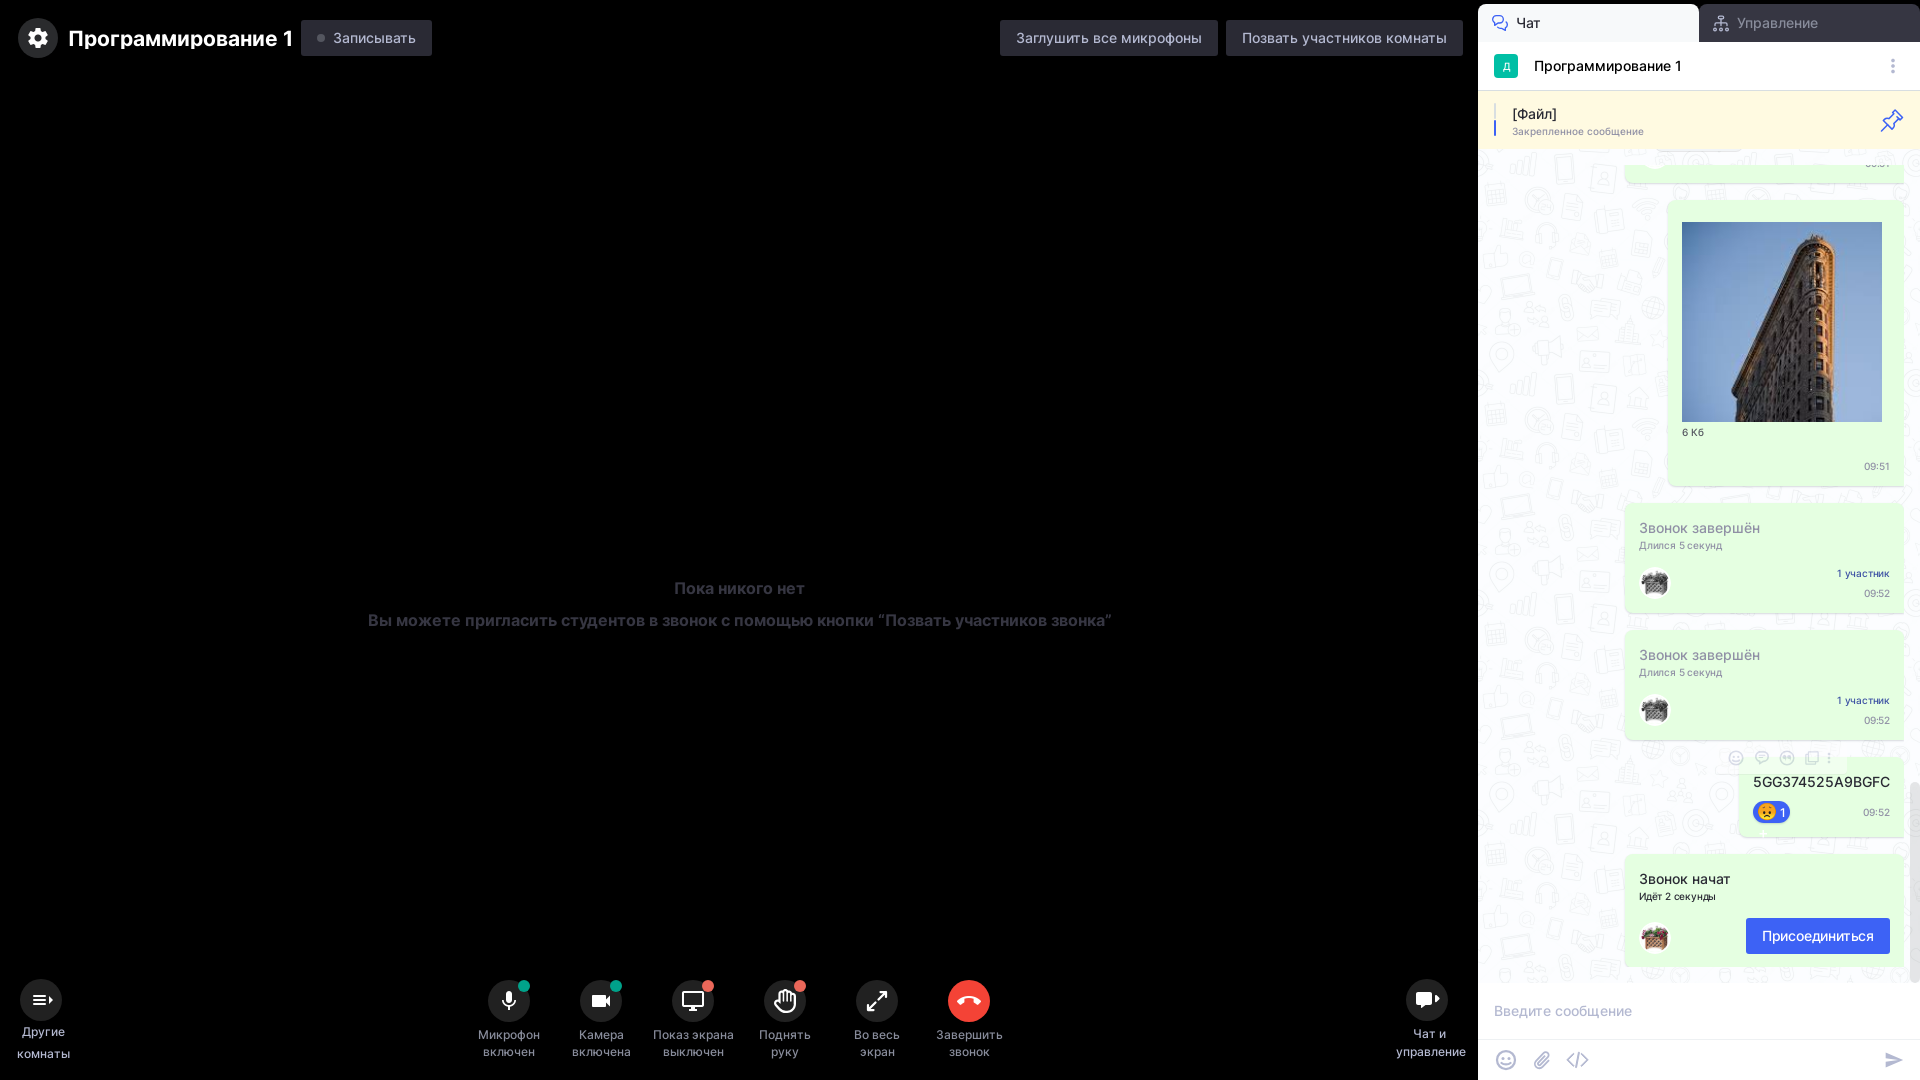 Программирование 1
Записывать
Заглушить все микрофоны
Позвать участников комнаты
Чат
Управление
Д
Программирование 1
[Файл]
Закрепленное сообщение
6 Кб
09:51
Звонок завершён
Длился 5 секунд
1 участник
09:52
Звонок завершён
Длился 5 секунд
1 участник
09:52
5GG374525A9BGFC
1
09:52
Звонок начат
Идёт 2 секунды
Присоединиться
Введите сообщение
Пока никого нет
Вы можете пригласить студентов в звонок с помощью кнопки “Позвать участников звонка”
Другие
комнаты
Микрофон
включен
Камера
включена
Показ экрана
выключен
Поднять
руку
Во весь
экран
Завершить
звонок
Чат и
управление